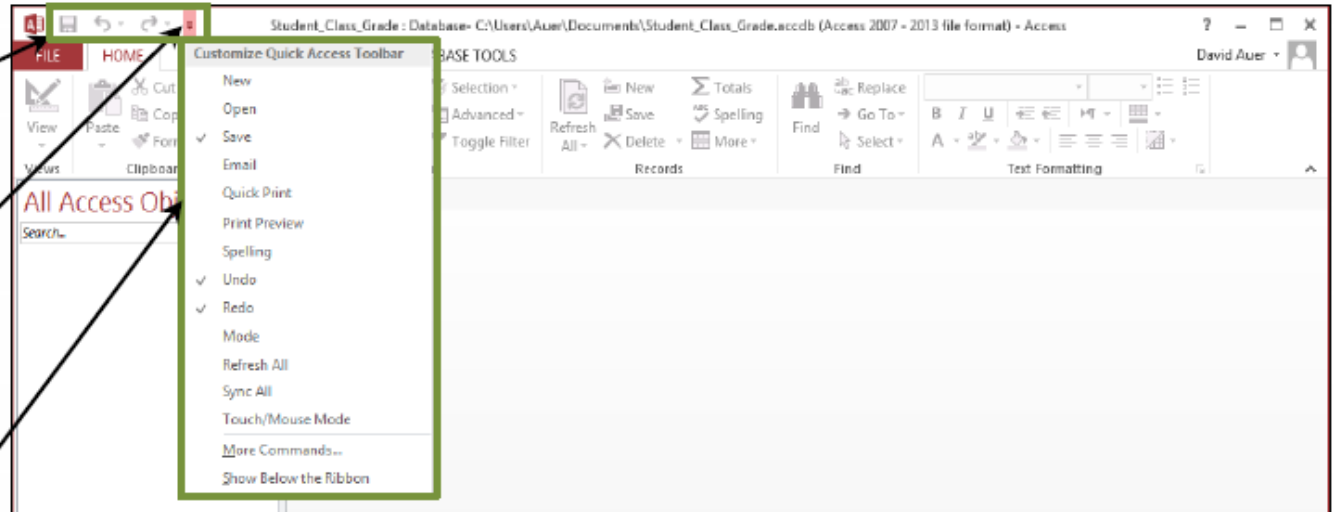 Student_Class_Grade : Database- C:\Users\Auer\Documents\Student_Class_Grade.accdb (Access 2007 - 2013 file format) - Access ?
FILE HOME BASE TOOLS David Auer
Customize Quick Access Toolbar
New
Open
Save
Email
Quick Print
Print Preview
Spelling
Undo
Redo
Mode
Refresh All
Sync All
Touch/Mouse Mode
More Commands...
Show Below the Ribbon
View
Paste
Cut
Cop
Forr
Views
Clipboar
Selection
Advanced
Toggle Filter
Refresh All
New
Save
Delete
Totals
Spelling
More
Records
Find
Replace
Go To
Select
Find
B I U
A
Text Formatting
All Access Obj
Search...